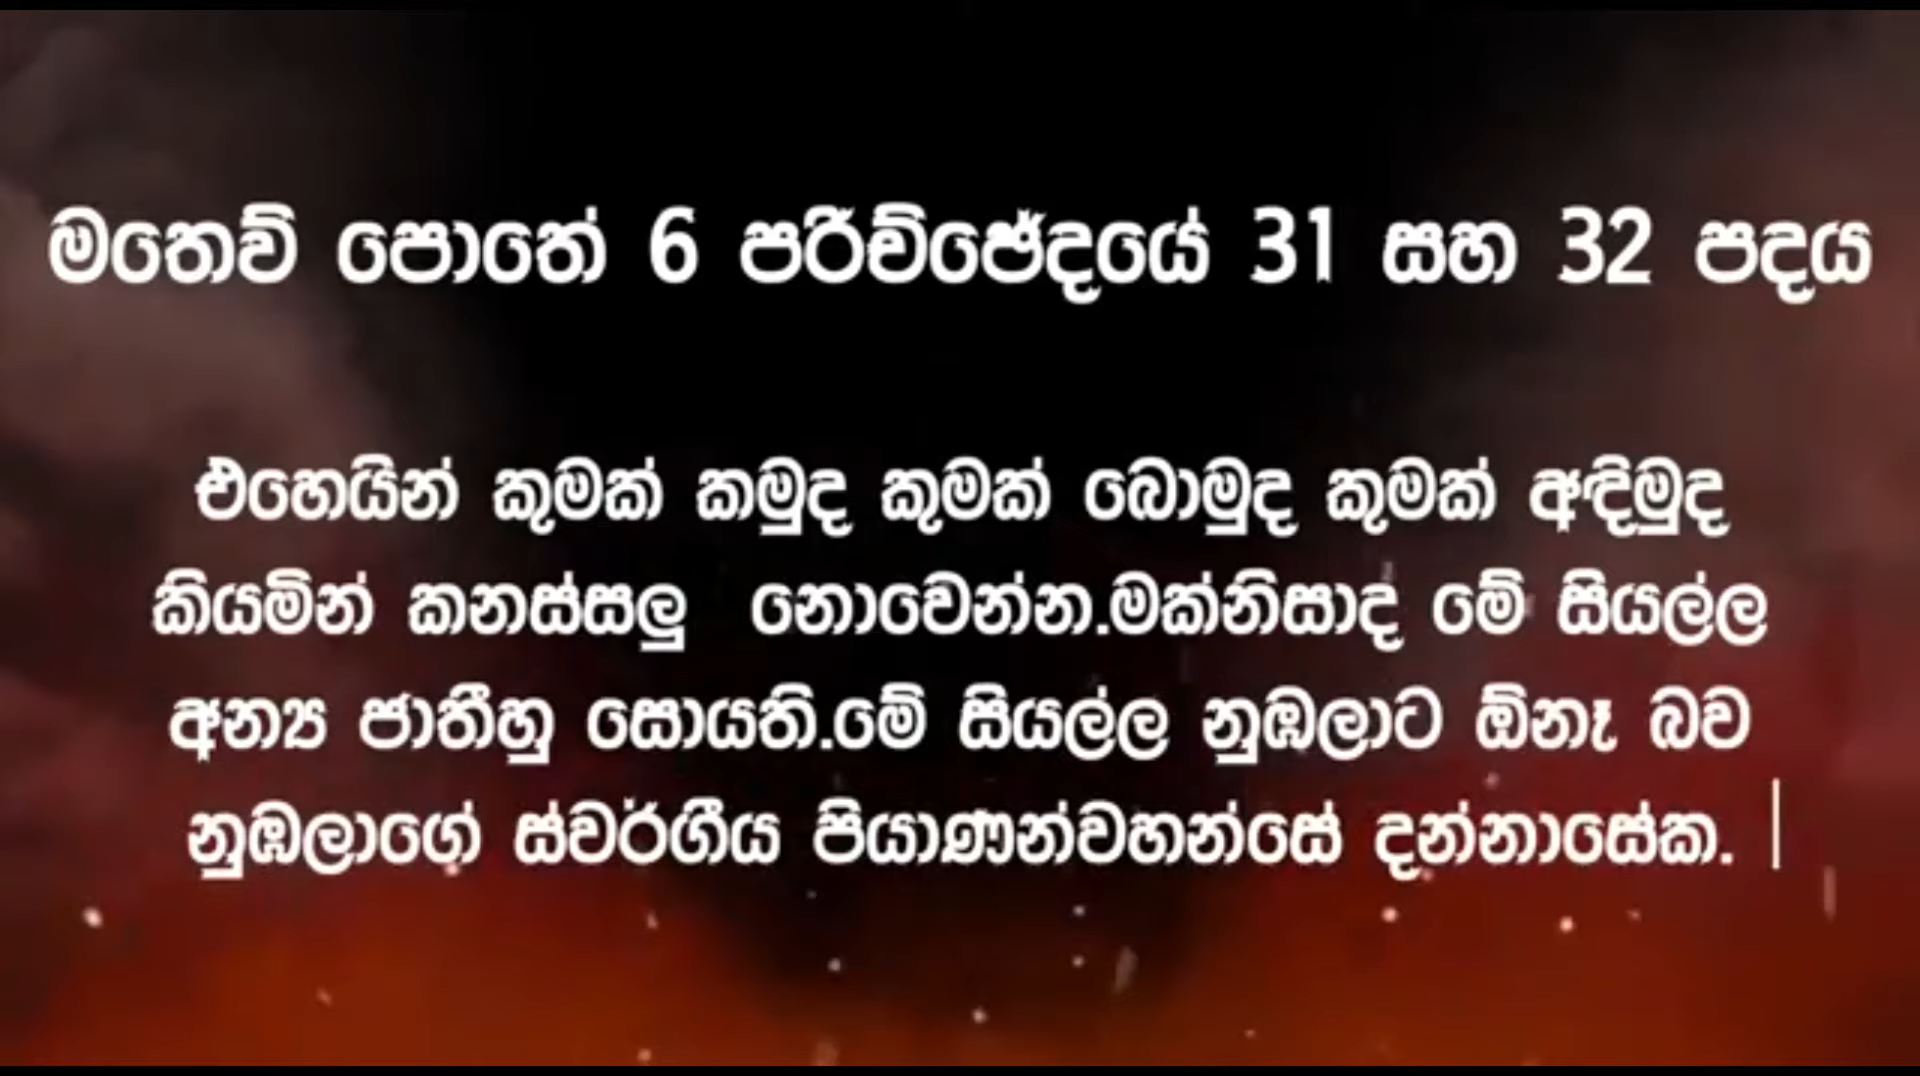 මතෙව් පොතේ 6 පරිච්ඡේදයේ 31 සහ 32 පදය
එහෙයින් කුමක් කමුද කුමක් බොමුද කුමක් අඳිමුද
කියමින් කනස්සලු නොවෙන්න.මක්නිසාද මේ සියල්ල
අන්‍ය ජාතීහු සොයති.මේ සියල්ල නුඹලාට ඕනෑ බව
නුඹලාගේ ස්වර්ගීය පියාණන්වහන්සේ දන්නාසේක.